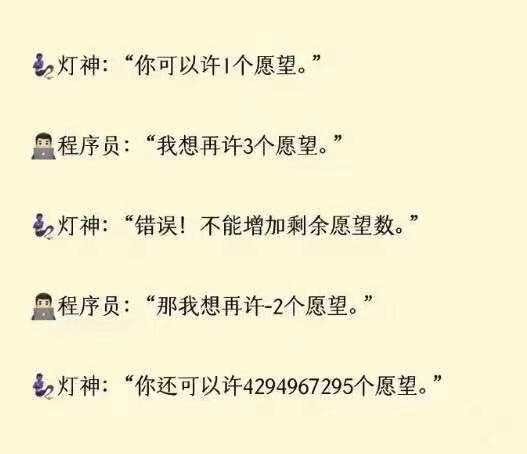 灯神：“你可以许1个愿望。”
程序员：“我想再许3个愿望。”
灯神：“错误！不能增加剩余愿望数。”
程序员：“那我想再许-2个愿望。”
灯神：“你还可以许4294967295个愿望。”